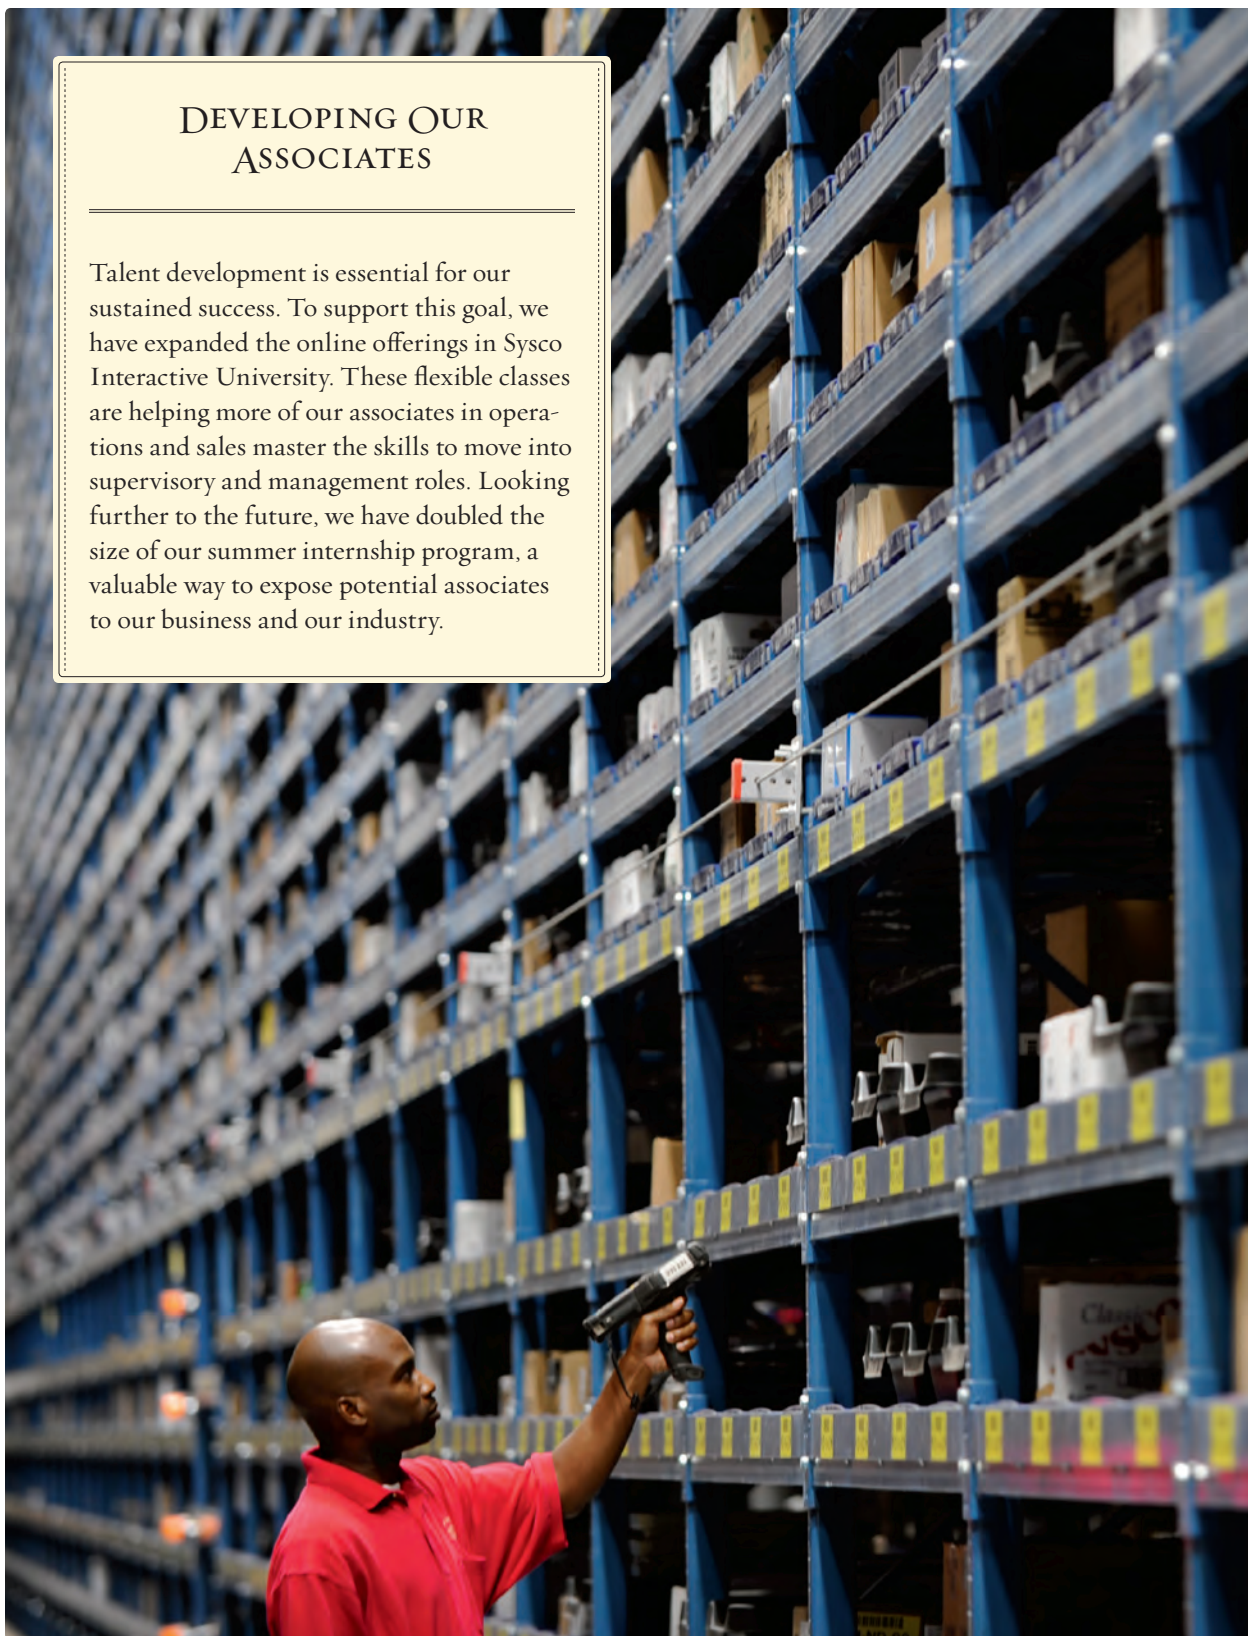 Developing Our
Associates
Talent development is essential for our
sustained success. To support this goal, we
have expanded the online offerings in Sysco
Interactive University. These flexible classes
are helping more of our associates in opera-
tions and sales master the skills to move into
supervisory and management roles. Looking
further to the future, we have doubled the
size of our summer internship program, a
valuable way to expose potential associates
to our business and our industry.
Classic